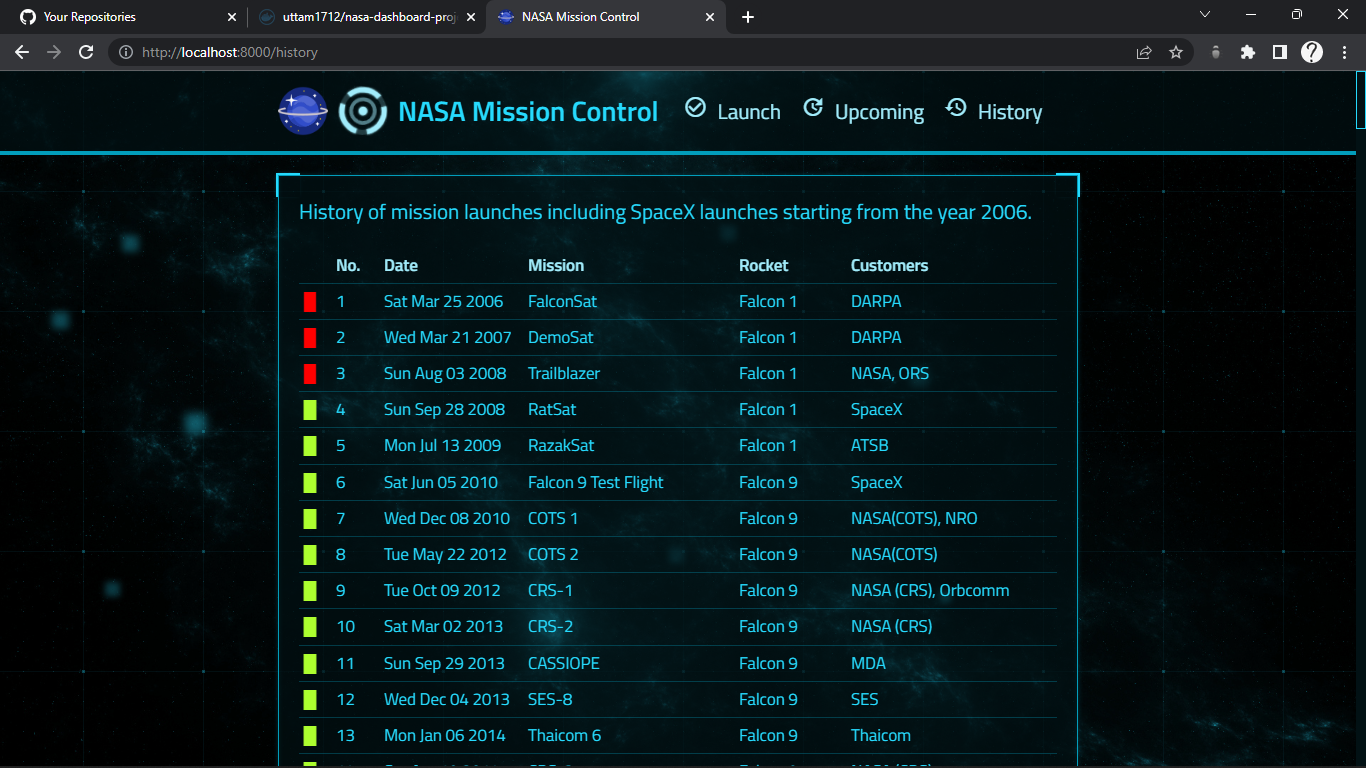 Your Repositories
uttam1712/nasa-dashboard-proj
NASA Mission Control
http://localhost:8000/history
NASA Mission Control Launch Upcoming History
History of mission launches including SpaceX launches starting from the year 2006.
No. Date Mission Rocket Customers
1 Sat Mar 25 2006 FalconSat Falcon 1 DARPA
2 Wed Mar 21 2007 DemoSat Falcon 1 DARPA
3 Sun Aug 03 2008 Trailblazer Falcon 1 NASA, ORS
4 Sun Sep 28 2008 RatSat Falcon 1 SpaceX
5 Mon Jul 13 2009 RazakSat Falcon 1 ATSB
6 Sat Jun 05 2010 Falcon 9 Test Flight Falcon 9 SpaceX
7 Wed Dec 08 2010 COTS 1 Falcon 9 NASA(COTS), NRO
8 Tue May 22 2012 COTS 2 Falcon 9 NASA(COTS)
9 Tue Oct 09 2012 CRS-1 Falcon 9 NASA (CRS), Orbcomm
10 Sat Mar 02 2013 CRS-2 Falcon 9 NASA (CRS)
11 Sun Sep 29 2013 CASSIOPE Falcon 9 MDA
12 Wed Dec 04 2013 SES-8 Falcon 9 SES
13 Mon Jan 06 2014 Thaicom 6 Falcon 9 Thaicom